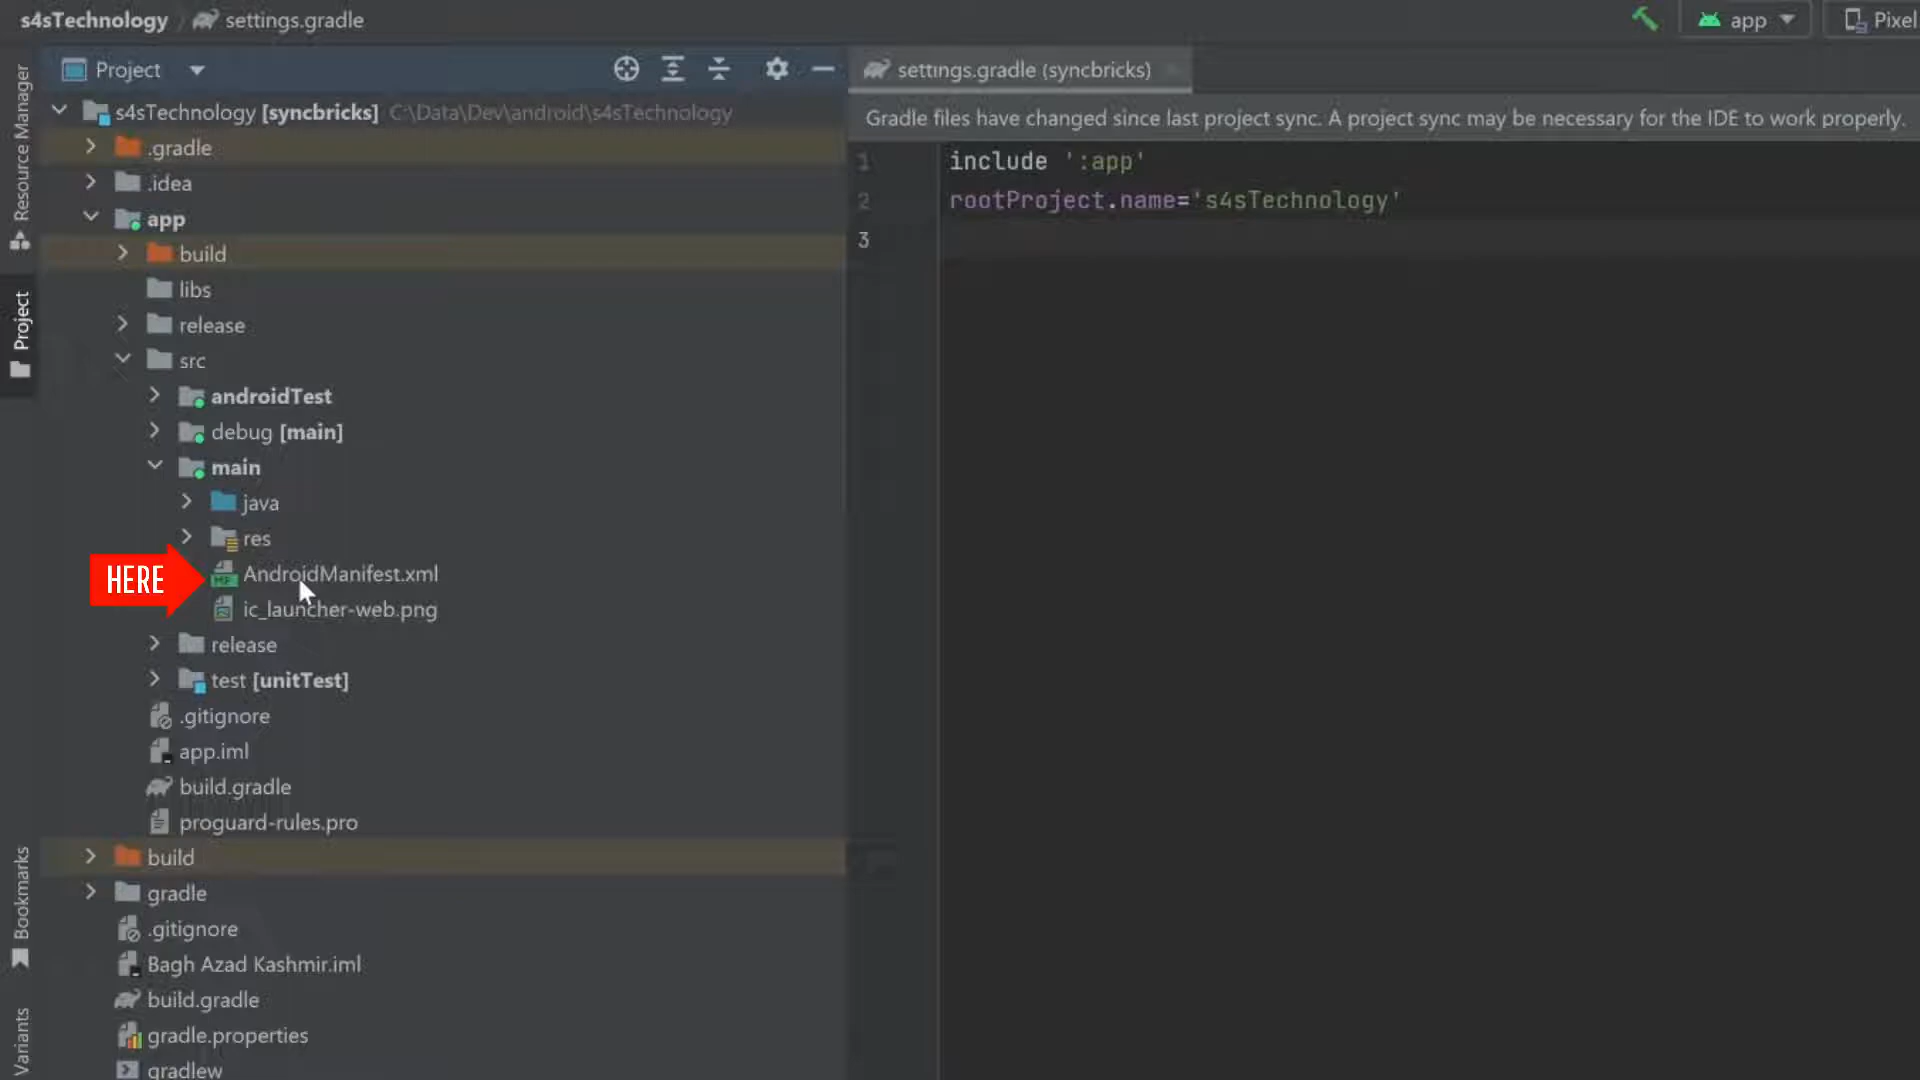 s4sTechnology settings.gradle
app
Pixel
Project
settings.gradle (syncbricks)
Resource Manager
Project
Bookmarks
Variants
s4sTechnology [syncbricks] C:\Data\Dev\android\s4sTechnology
.gradle
.idea
app
build
libs
release
src
androidTest
debug [main]
main
java
res
HERE
AndroidManifest.xml
ic_launcher-web.png
release
test [unitTest]
.gitignore
app.iml
build.gradle
proguard-rules.pro
build
gradle
.gitignore
Bagh Azad Kashmir.iml
build.gradle
gradle.properties
gradlew
Gradle files have changed since last project sync. A project sync may be necessary for the IDE to work properly.
1 include ':app'
2 rootProject.name='s4sTechnology'
3